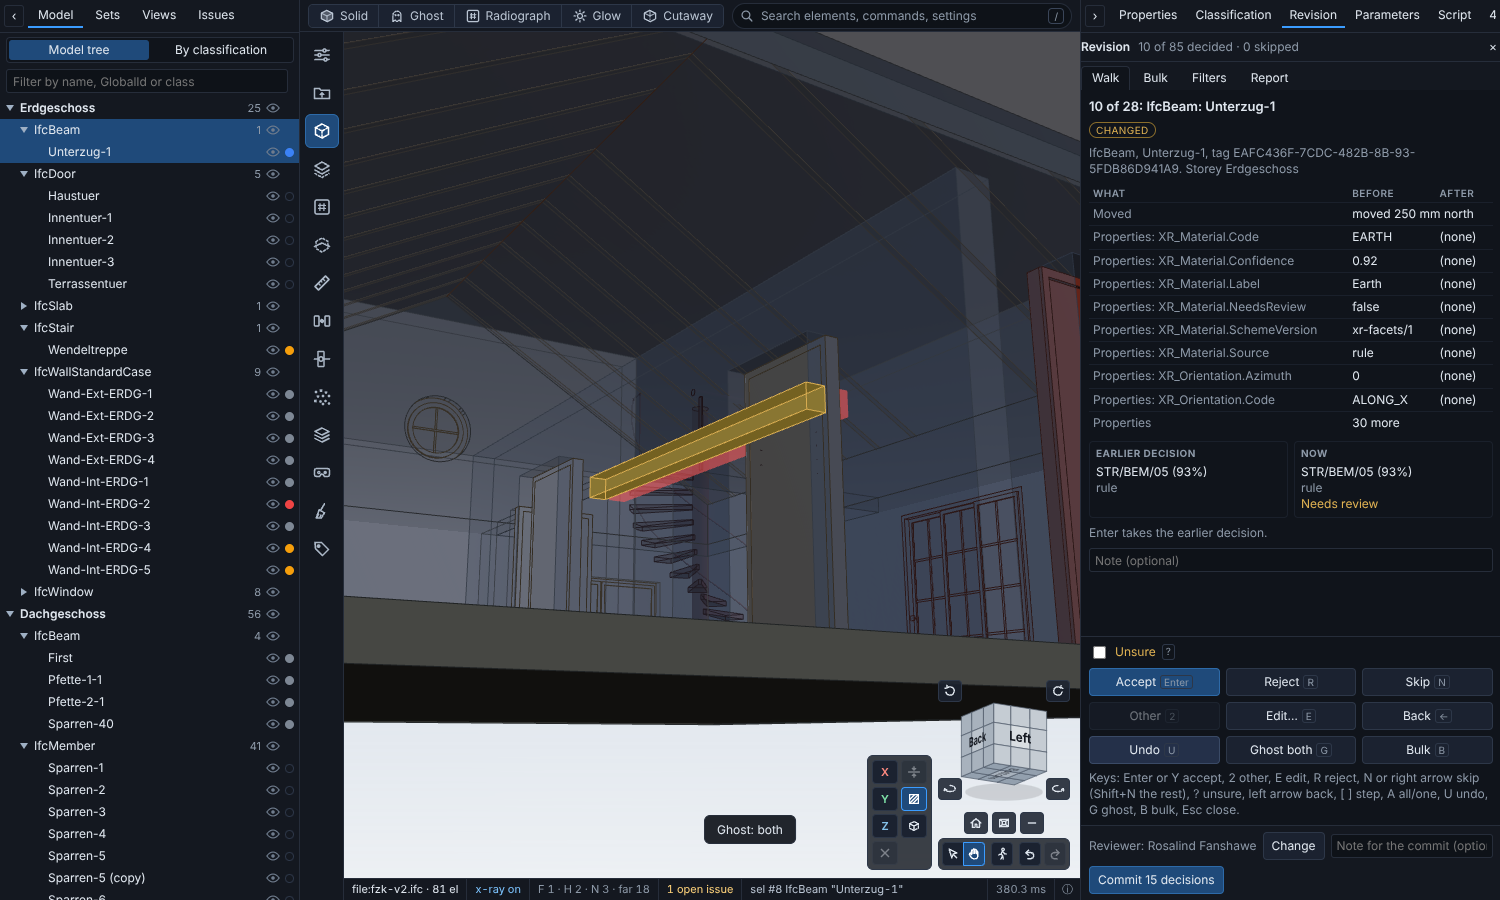 Model Sets Views Issues
Solid Ghost Radiograph Glow Cutaway
Search elements, commands, settings /
Properties Classification Revision Parameters Script 4
Model tree By classification
Filter by name, GlobalId or class
Erdgeschoss 25
IfcBeam 1
Unterzug-1
IfcDoor 5
Haustuer
Innentuer-1
Innentuer-2
Innentuer-3
Terrassentuer
IfcSlab 1
IfcStair 1
Wendeltreppe
IfcWallStandardCase 9
Wand-Ext-ERDG-1
Wand-Ext-ERDG-2
Wand-Ext-ERDG-3
Wand-Ext-ERDG-4
Wand-Int-ERDG-1
Wand-Int-ERDG-2
Wand-Int-ERDG-3
Wand-Int-ERDG-4
Wand-Int-ERDG-5
IfcWindow 8
Dachgeschoss 56
IfcBeam 4
First
Pfette-1-1
Pfette-2-1
Sparren-40
IfcMember 41
Sparren-1
Sparren-2
Sparren-3
Sparren-4
Sparren-5
Sparren-5 (copy)
Sparren-6
Back Left
X
Y
Z
Ghost: both
file:fzk-v2.ifc · 81 el x-ray on F 1 · H 2 · N 3 · far 18 1 open issue sel #8 IfcBeam "Unterzug-1" 380.3 ms
Revision 10 of 85 decided · 0 skipped ×
Walk Bulk Filters Report
10 of 28: IfcBeam: Unterzug-1
CHANGED
IfcBeam, Unterzug-1, tag EAFC436F-7CDC-482B-8B-93-
5FDB86D941A9. Storey Erdgeschoss
WHAT BEFORE AFTER
Moved moved 250 mm north
Properties: XR_Material.Code EARTH (none)
Properties: XR_Material.Confidence 0.92 (none)
Properties: XR_Material.Label Earth (none)
Properties: XR_Material.NeedsReview false (none)
Properties: XR_Material.SchemeVersion xr-facets/1 (none)
Properties: XR_Material.Source rule (none)
Properties: XR_Orientation.Azimuth 0 (none)
Properties: XR_Orientation.Code ALONG_X (none)
Properties 30 more
EARLIER DECISION
STR/BEM/05 (93%)
rule
NOW
STR/BEM/05 (93%)
rule
Needs review
Enter takes the earlier decision.
Note (optional)
Unsure ?
Accept Enter Reject R Skip N
Other 2 Edit... E Back ←
Undo U Ghost both G Bulk B
Keys: Enter or Y accept, 2 other, E edit, R reject, N or right arrow skip
(Shift+N the rest), ? unsure, left arrow back, [ ] step, A all/one, U undo,
G ghost, B bulk, Esc close.
Reviewer: Rosalind Fanshawe Change Note for the commit (optio
Commit 15 decisions